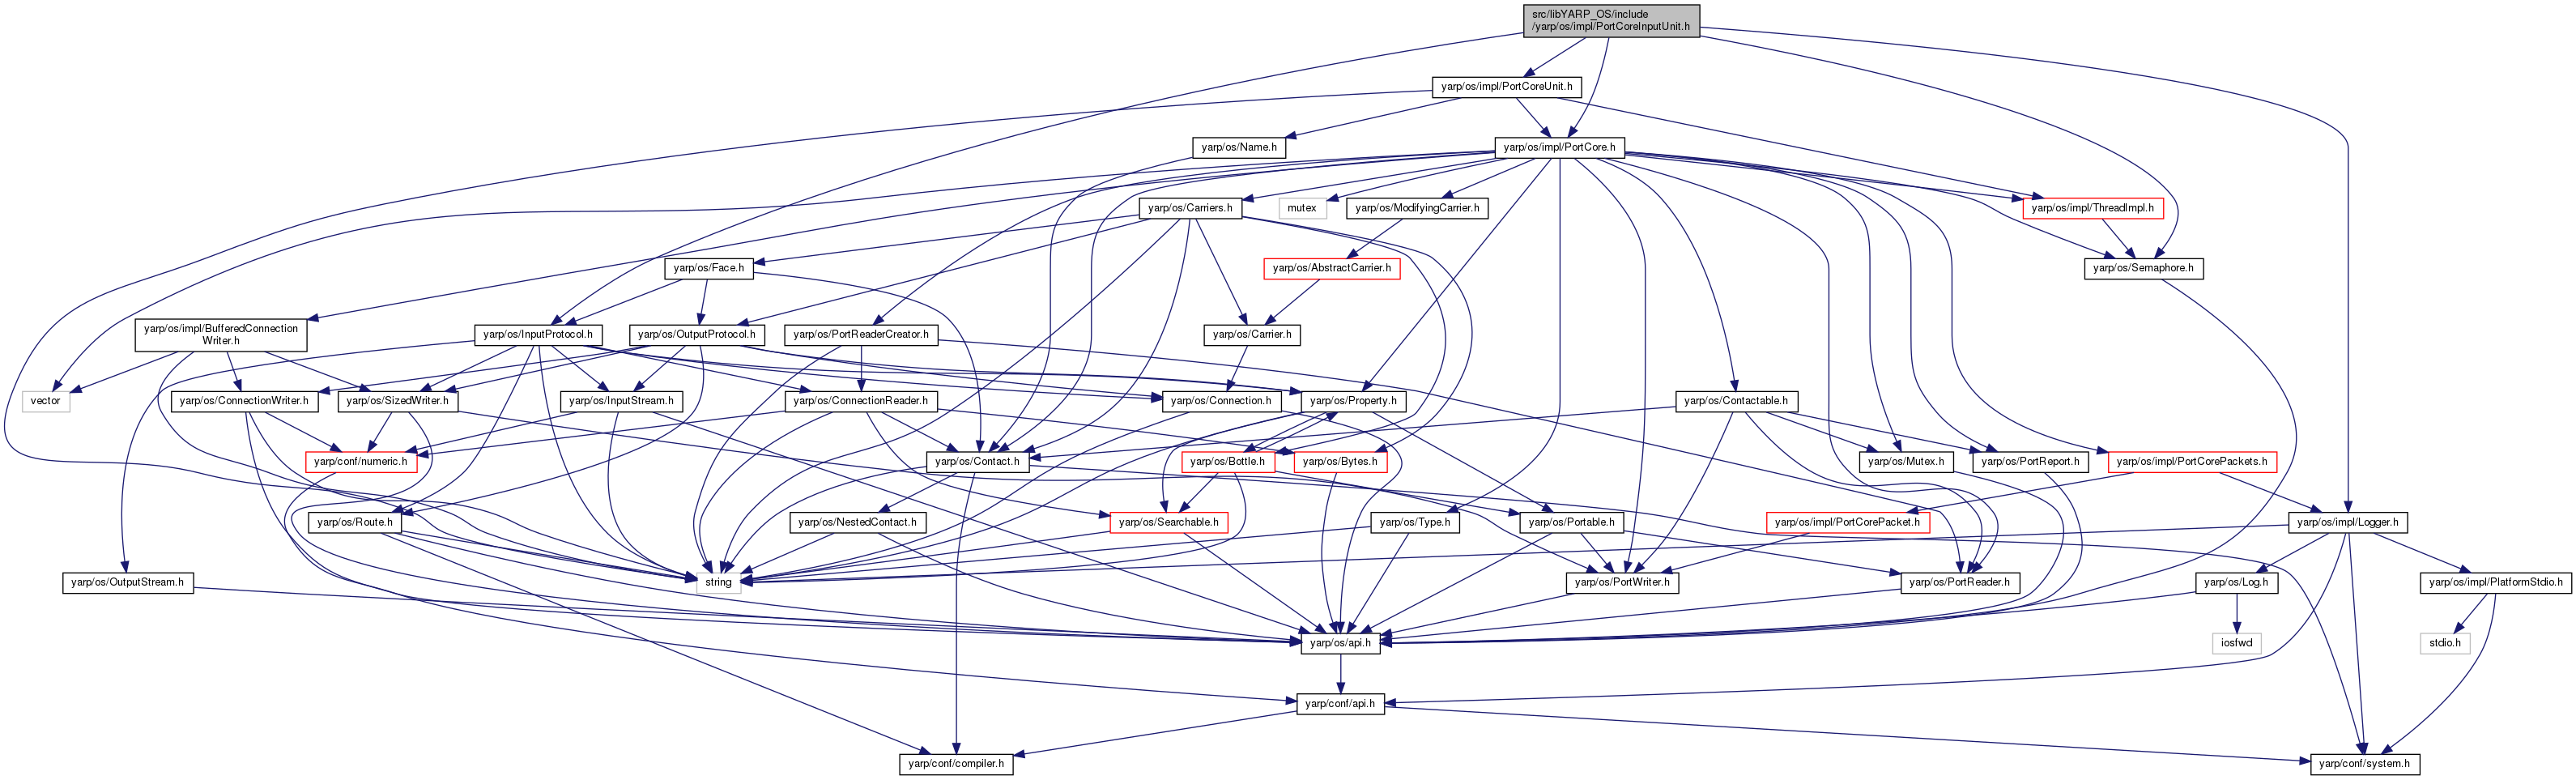 src/libYARP_OS/include
/yarp/os/impl/PortCoreInputUnit.h
yarp/os/impl/PortCoreUnit.h
yarp/os/Name.h
yarp/os/impl/PortCore.h
yarp/os/Carriers.h
mutex
yarp/os/ModifyingCarrier.h
yarp/os/impl/ThreadImpl.h
yarp/os/Face.h
yarp/os/AbstractCarrier.h
yarp/os/Semaphore.h
yarp/os/impl/BufferedConnection
Writer.h
yarp/os/InputProtocol.h
yarp/os/OutputProtocol.h
yarp/os/PortReaderCreator.h
yarp/os/Carrier.h
vector
yarp/os/ConnectionWriter.h
yarp/os/SizedWriter.h
yarp/os/InputStream.h
yarp/os/ConnectionReader.h
yarp/os/Connection.h
yarp/os/Property.h
yarp/os/Contactable.h
yarp/conf/numeric.h
yarp/os/Contact.h
yarp/os/Bottle.h
yarp/os/Bytes.h
yarp/os/Mutex.h
yarp/os/PortReport.h
yarp/os/impl/PortCorePackets.h
yarp/os/Route.h
yarp/os/NestedContact.h
yarp/os/Searchable.h
yarp/os/Type.h
yarp/os/Portable.h
yarp/os/impl/PortCorePacket.h
yarp/os/impl/Logger.h
yarp/os/OutputStream.h
string
yarp/os/PortWriter.h
yarp/os/PortReader.h
yarp/os/Log.h
yarp/os/impl/PlatformStdio.h
yarp/os/api.h
iosfwd
stdio.h
yarp/conf/api.h
yarp/conf/compiler.h
yarp/conf/system.h